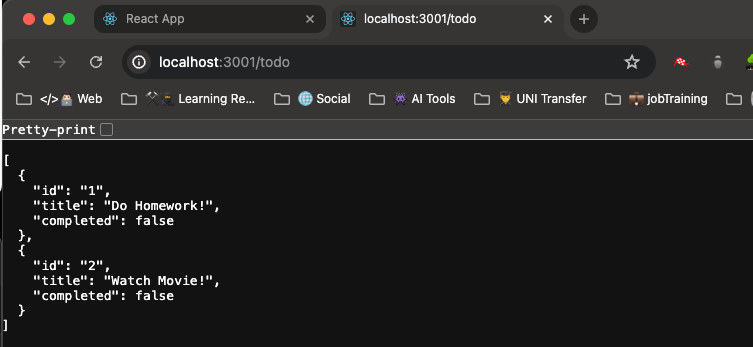 React App
localhost:3001/todo
localhost:3001/todo
</> Web
Learning Re...
Social
AI Tools
UNI Transfer
jobTraining
Pretty-print
[
  {
    "id": "1",
    "title": "Do Homework!",
    "completed": false
  },
  {
    "id": "2",
    "title": "Watch Movie!",
    "completed": false
  }
]